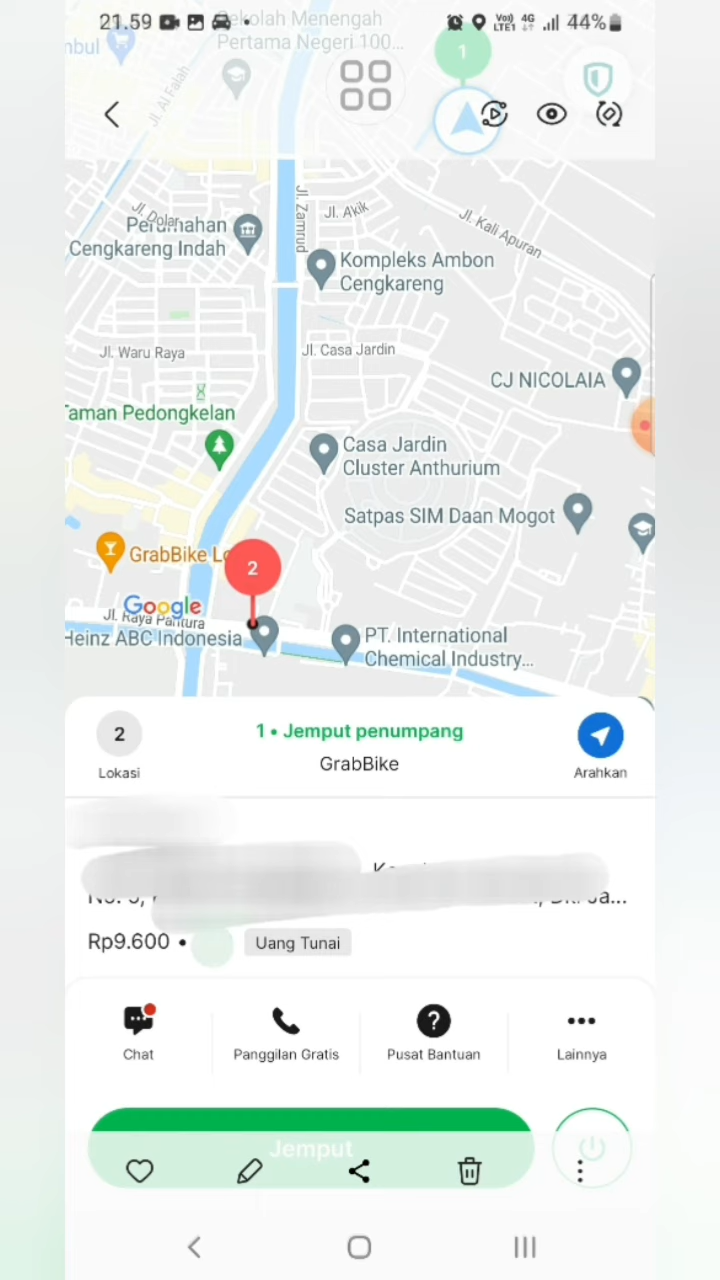 21.59
Vo)) 4G
LTE1
44%
Sekolah Menengah
Pertama Negeri 100...
1
Jl. Al Falah
Jl. Dolar
Perumahan
Cengkareng Indah
Jl. Zamrud
Jl. Akik
Jl. Kali Apuran
Kompleks Ambon
Cengkareng
Jl. Waru Raya
Jl. Casa Jardin
CJ NICOLAIA
Taman Pedongkelan
Casa Jardin
Cluster Anthurium
Satpas SIM Daan Mogot
GrabBike
2
Google
Jl. Raya Pantura
Heinz ABC Indonesia
PT. International
Chemical Industry...
2
Lokasi
1 • Jemput penumpang
GrabBike
Arahkan
Rp9.600 •
Uang Tunai
Chat
Panggilan Gratis
Pusat Bantuan
Lainnya
Jemput